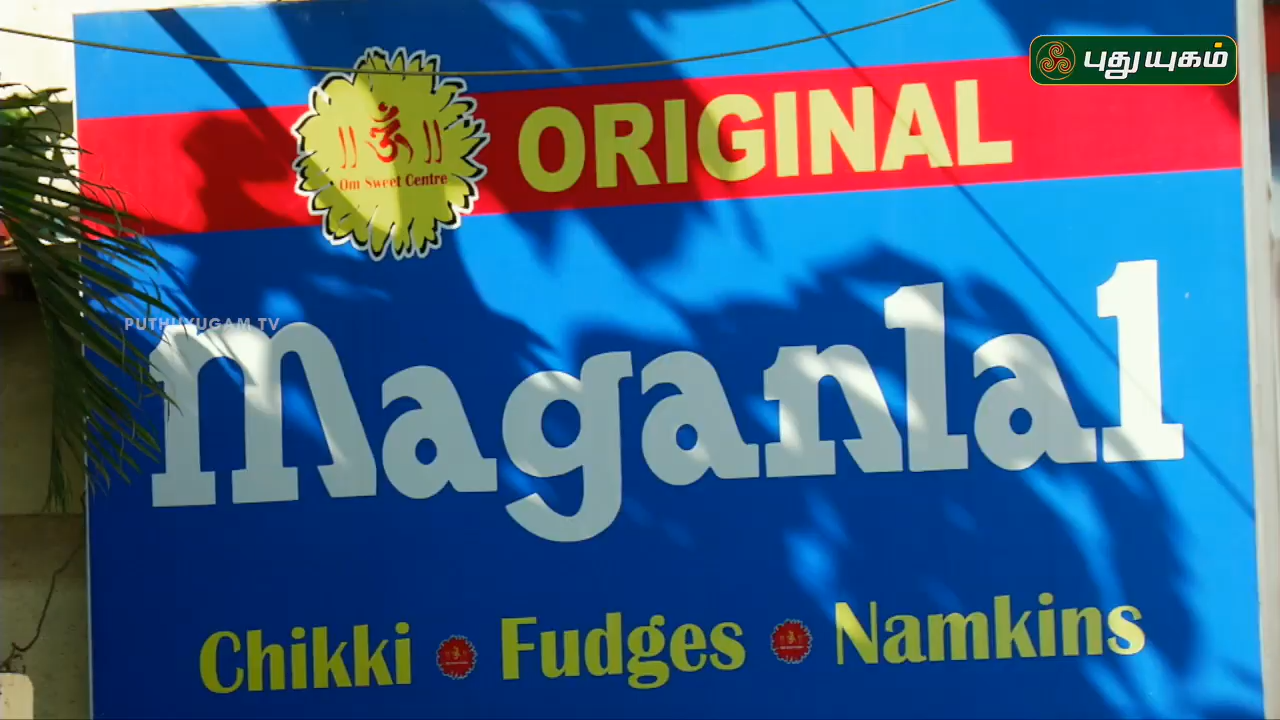 புதுயுகம்
ORIGINAL
ॐ
Om Sweet Centre
PUTHUYUGAM TV
Maganlal
Chikki Fudges Namkins